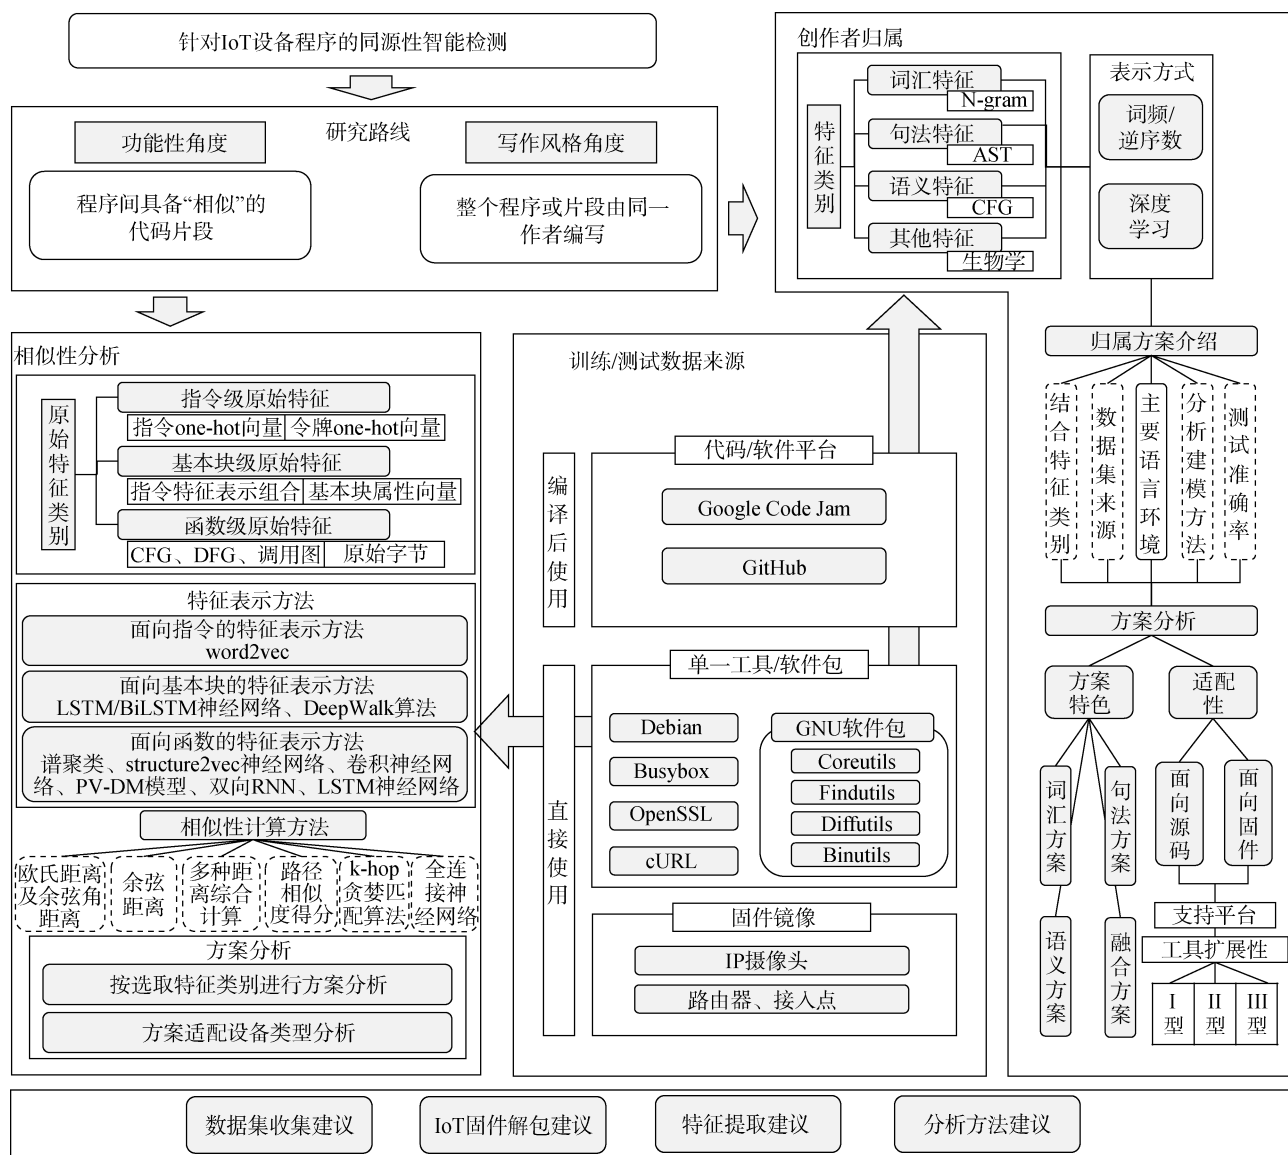 针对IoT设备程序的同源性智能检测
研究路线
功能性角度
写作风格角度
程序间具备“相似”的
代码片段
整个程序或片段由同一
作者编写
创作者归属
特征类别
词汇特征
N-gram
句法特征
AST
语义特征
CFG
其他特征
生物学
表示方式
词频/
逆序数
深度
学习
归属方案介绍
结合特征类别
数据集来源
主要语言环境
分析建模方法
测试准确率
方案分析
方案
特色
适配
性
词汇方案
句法方案
语义方案
融合方案
面向源码
面向固件
支持平台
工具扩展性
I
型
II
型
III
型
相似性分析
原始特征类别
指令级原始特征
指令one-hot向量
令牌one-hot向量
基本块级原始特征
指令特征表示组合
基本块属性向量
函数级原始特征
CFG、DFG、调用图
原始字节
特征表示方法
面向指令的特征表示方法
word2vec
面向基本块的特征表示方法
LSTM/BiLSTM神经网络、DeepWalk算法
面向函数的特征表示方法
谱聚类、structure2vec神经网络、卷积神经网
络、PV-DM模型、双向RNN、LSTM神经网络
相似性计算方法
欧氏距离
及余弦角
距离
余弦
距离
多种距
离综合
计算
路径
相似
度得分
k-hop
贪婪匹
配算法
全连
接神
经网络
方案分析
按选取特征类别进行方案分析
方案适配设备类型分析
训练/测试数据来源
编译后使用
代码/软件平台
Google Code Jam
GitHub
直接使用
单一工具/软件包
Debian
Busybox
OpenSSL
cURL
GNU软件包
Coreutils
Findutils
Diffutils
Binutils
固件镜像
IP摄像头
路由器、接入点
数据集收集建议
IoT固件解包建议
特征提取建议
分析方法建议